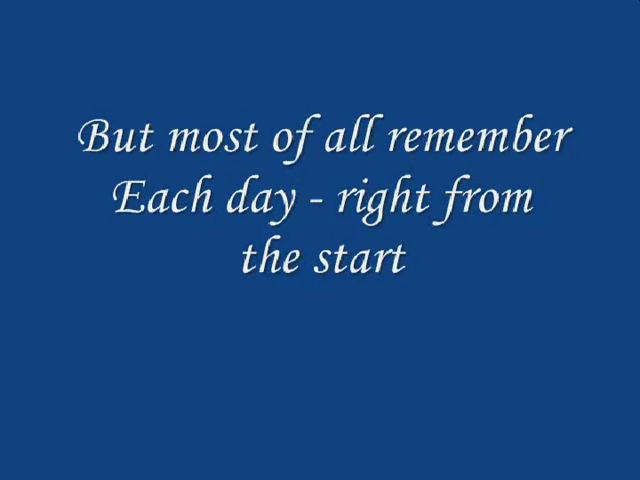 But most of all remember
Each day - right from
the start